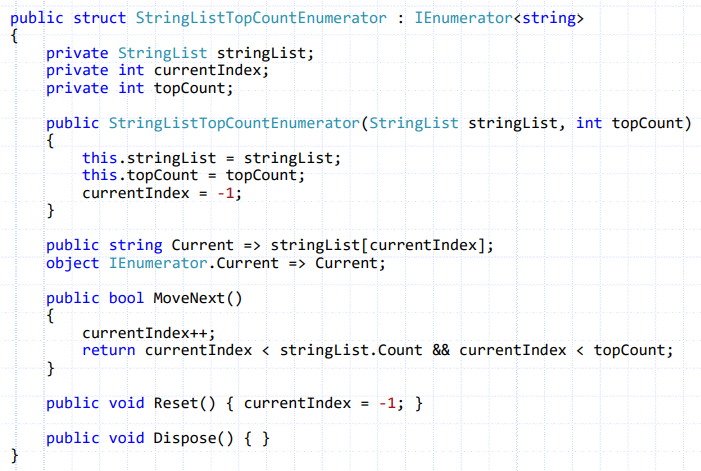 public struct StringListTopCountEnumerator : IEnumerator<string>
{
    private StringList stringList;
    private int currentIndex;
    private int topCount;

    public StringListTopCountEnumerator(StringList stringList, int topCount)
    {
        this.stringList = stringList;
        this.topCount = topCount;
        currentIndex = -1;
    }

    public string Current => stringList[currentIndex];
    object IEnumerator.Current => Current;

    public bool MoveNext()
    {
        currentIndex++;
        return currentIndex < stringList.Count && currentIndex < topCount;
    }

    public void Reset() { currentIndex = -1; }

    public void Dispose() { }
}